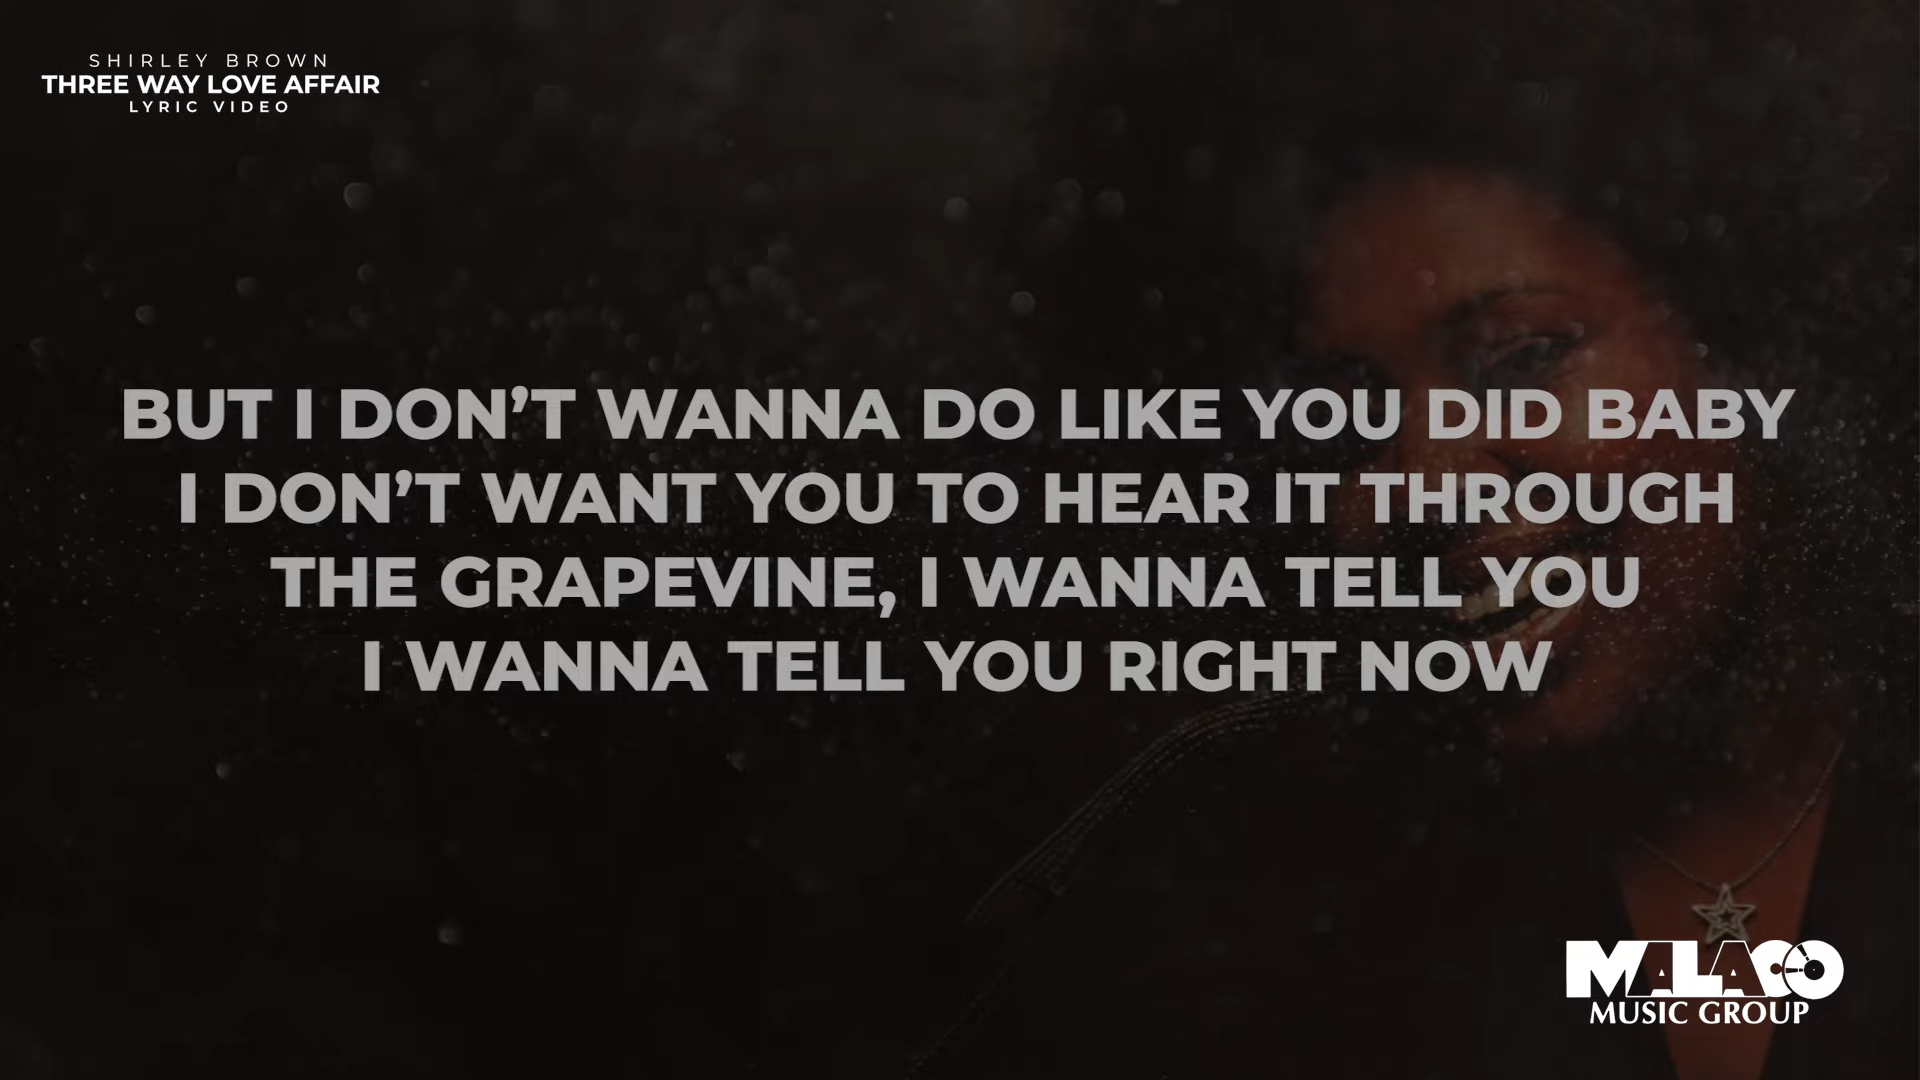 SHIRLEY BROWN
THREE WAY LOVE AFFAIR
LYRIC VIDEO
BUT I DON’T WANNA DO LIKE YOU DID BABY
I DON’T WANT YOU TO HEAR IT THROUGH
THE GRAPEVINE, I WANNA TELL YOU
I WANNA TELL YOU RIGHT NOW
MALACO
MUSIC GROUP